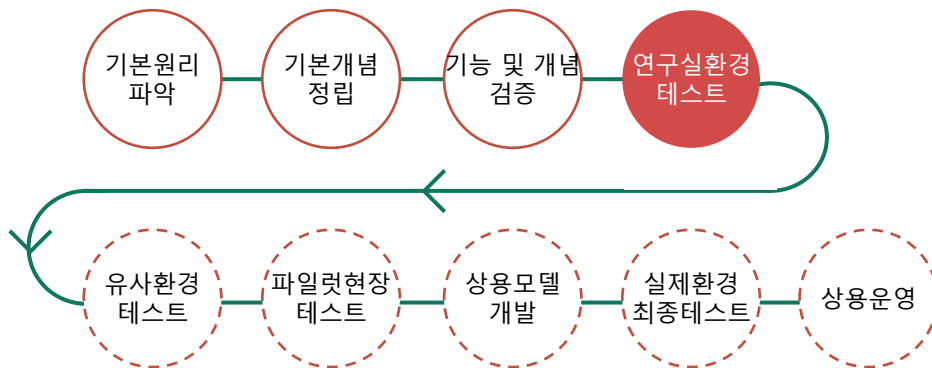 기본원리
파악
기본개념
정립
기능 및 개념
검증
연구실환경
테스트
유사환경
테스트
파일럿현장
테스트
상용모델
개발
실제환경
최종테스트
상용운영